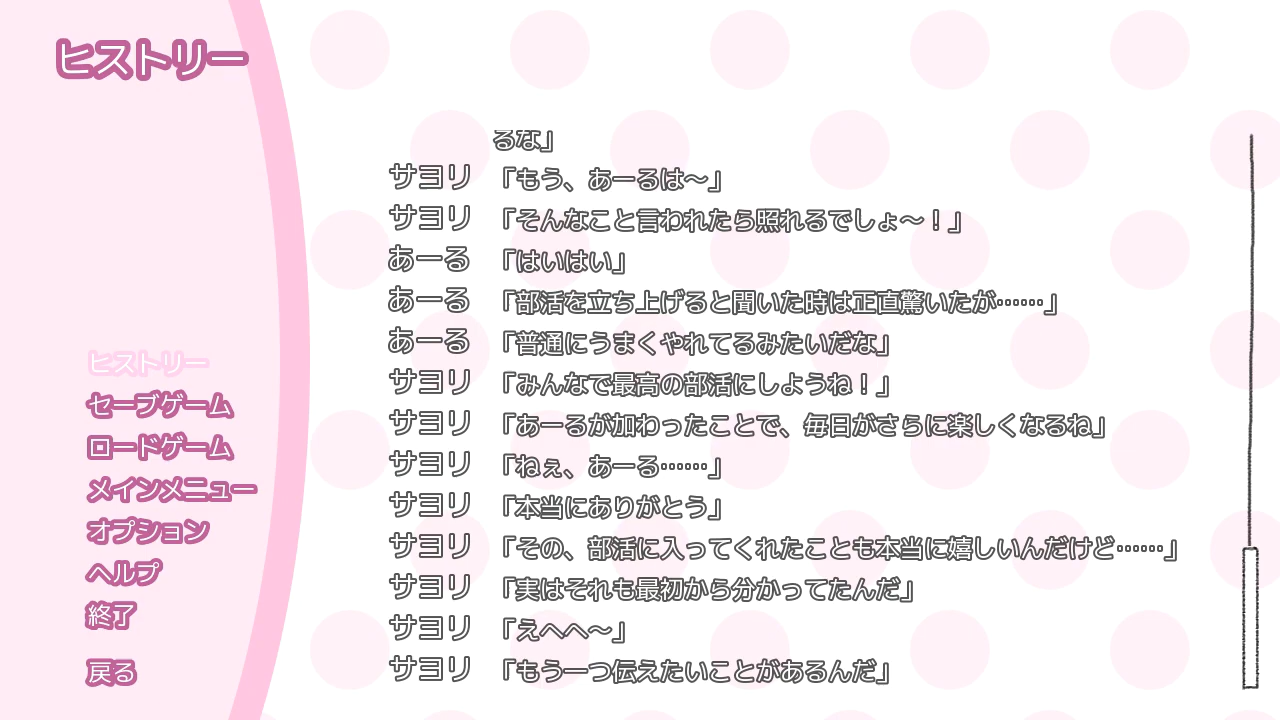 ヒストリー
るな」
サヨリ 「もう、あーるは～」
サヨリ 「そんなこと言われたら照れるでしょ～！」
あーる 「はいはい」
あーる 「部活を立ち上げると聞いた時は正直驚いたが……」
あーる 「普通にうまくやれてるみたいだな」
サヨリ 「みんなで最高の部活にしようね！」
サヨリ 「あーるが加わったことで、毎日がさらに楽しくなるね」
サヨリ 「ねぇ、あーる……」
サヨリ 「本当にありがとう」
サヨリ 「その、部活に入ってくれたことも本当に嬉しいんだけど……」
サヨリ 「実はそれも最初から分かってたんだ」
サヨリ 「えへへ～」
サヨリ 「もう一つ伝えたいことがあるんだ」
ヒストリー
セーブゲーム
ロードゲーム
メインメニュー
オプション
ヘルプ
終了
戻る